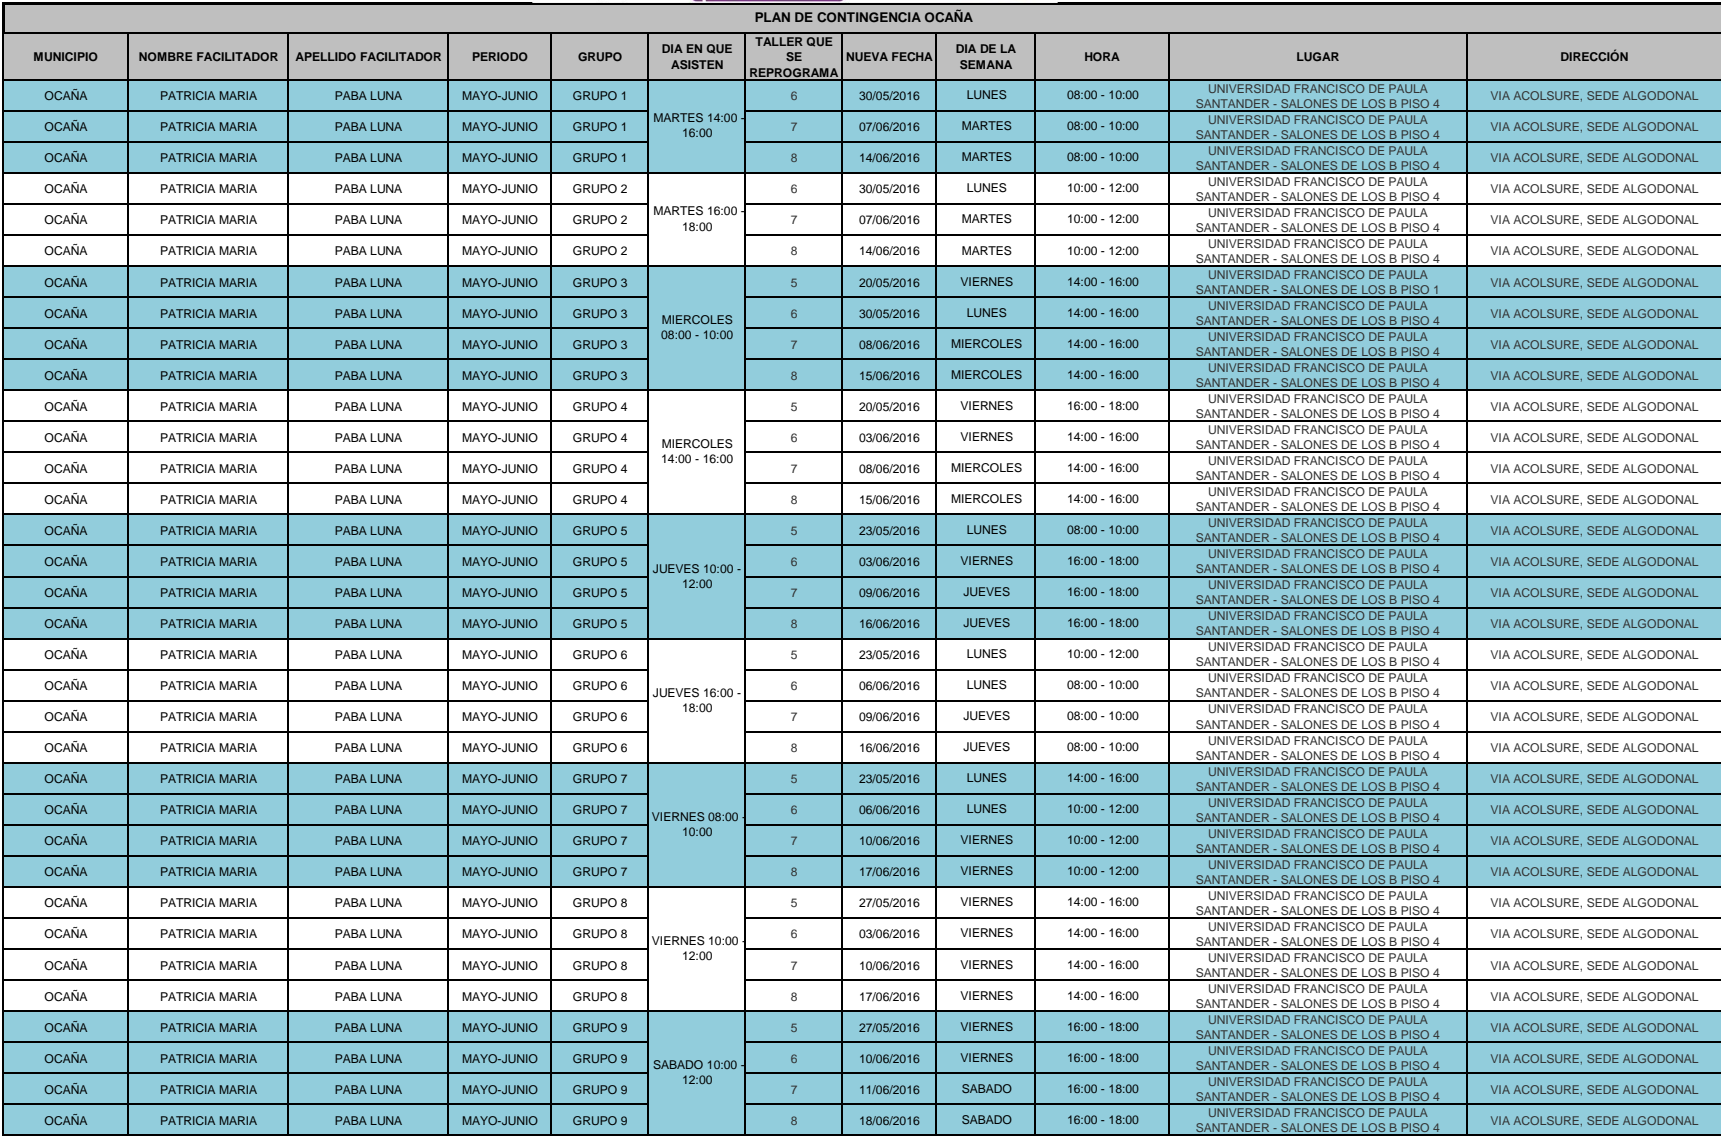 PLAN DE CONTINGENCIA OCAÑA
MUNICIPIO NOMBRE FACILITADOR APELLIDO FACILITADOR PERIODO GRUPO DIA EN QUE ASISTEN TALLER QUE SE REPROGRAMA NUEVA FECHA DIA DE LA SEMANA HORA LUGAR DIRECCIÓN
OCAÑA PATRICIA MARIA PABA LUNA MAYO-JUNIO GRUPO 1 MARTES 14:00 - 16:00 6 30/05/2016 LUNES 08:00 - 10:00 UNIVERSIDAD FRANCISCO DE PAULA SANTANDER - SALONES DE LOS B PISO 4 VIA ACOLSURE, SEDE ALGODONAL
OCAÑA PATRICIA MARIA PABA LUNA MAYO-JUNIO GRUPO 1 7 07/06/2016 MARTES 08:00 - 10:00 UNIVERSIDAD FRANCISCO DE PAULA SANTANDER - SALONES DE LOS B PISO 4 VIA ACOLSURE, SEDE ALGODONAL
OCAÑA PATRICIA MARIA PABA LUNA MAYO-JUNIO GRUPO 1 8 14/06/2016 MARTES 08:00 - 10:00 UNIVERSIDAD FRANCISCO DE PAULA SANTANDER - SALONES DE LOS B PISO 4 VIA ACOLSURE, SEDE ALGODONAL
OCAÑA PATRICIA MARIA PABA LUNA MAYO-JUNIO GRUPO 2 MARTES 16:00 - 18:00 6 30/05/2016 LUNES 10:00 - 12:00 UNIVERSIDAD FRANCISCO DE PAULA SANTANDER - SALONES DE LOS B PISO 4 VIA ACOLSURE, SEDE ALGODONAL
OCAÑA PATRICIA MARIA PABA LUNA MAYO-JUNIO GRUPO 2 7 07/06/2016 MARTES 10:00 - 12:00 UNIVERSIDAD FRANCISCO DE PAULA SANTANDER - SALONES DE LOS B PISO 4 VIA ACOLSURE, SEDE ALGODONAL
OCAÑA PATRICIA MARIA PABA LUNA MAYO-JUNIO GRUPO 2 8 14/06/2016 MARTES 10:00 - 12:00 UNIVERSIDAD FRANCISCO DE PAULA SANTANDER - SALONES DE LOS B PISO 4 VIA ACOLSURE, SEDE ALGODONAL
OCAÑA PATRICIA MARIA PABA LUNA MAYO-JUNIO GRUPO 3 MIERCOLES 08:00 - 10:00 5 20/05/2016 VIERNES 14:00 - 16:00 UNIVERSIDAD FRANCISCO DE PAULA SANTANDER - SALONES DE LOS B PISO 1 VIA ACOLSURE, SEDE ALGODONAL
OCAÑA PATRICIA MARIA PABA LUNA MAYO-JUNIO GRUPO 3 6 30/05/2016 LUNES 14:00 - 16:00 UNIVERSIDAD FRANCISCO DE PAULA SANTANDER - SALONES DE LOS B PISO 4 VIA ACOLSURE, SEDE ALGODONAL
OCAÑA PATRICIA MARIA PABA LUNA MAYO-JUNIO GRUPO 3 7 08/06/2016 MIERCOLES 14:00 - 16:00 UNIVERSIDAD FRANCISCO DE PAULA SANTANDER - SALONES DE LOS B PISO 4 VIA ACOLSURE, SEDE ALGODONAL
OCAÑA PATRICIA MARIA PABA LUNA MAYO-JUNIO GRUPO 3 8 15/06/2016 MIERCOLES 14:00 - 16:00 UNIVERSIDAD FRANCISCO DE PAULA SANTANDER - SALONES DE LOS B PISO 4 VIA ACOLSURE, SEDE ALGODONAL
OCAÑA PATRICIA MARIA PABA LUNA MAYO-JUNIO GRUPO 4 MIERCOLES 14:00 - 16:00 5 20/05/2016 VIERNES 16:00 - 18:00 UNIVERSIDAD FRANCISCO DE PAULA SANTANDER - SALONES DE LOS B PISO 4 VIA ACOLSURE, SEDE ALGODONAL
OCAÑA PATRICIA MARIA PABA LUNA MAYO-JUNIO GRUPO 4 6 03/06/2016 VIERNES 14:00 - 16:00 UNIVERSIDAD FRANCISCO DE PAULA SANTANDER - SALONES DE LOS B PISO 4 VIA ACOLSURE, SEDE ALGODONAL
OCAÑA PATRICIA MARIA PABA LUNA MAYO-JUNIO GRUPO 4 7 08/06/2016 MIERCOLES 14:00 - 16:00 UNIVERSIDAD FRANCISCO DE PAULA SANTANDER - SALONES DE LOS B PISO 4 VIA ACOLSURE, SEDE ALGODONAL
OCAÑA PATRICIA MARIA PABA LUNA MAYO-JUNIO GRUPO 4 8 15/06/2016 MIERCOLES 14:00 - 16:00 UNIVERSIDAD FRANCISCO DE PAULA SANTANDER - SALONES DE LOS B PISO 4 VIA ACOLSURE, SEDE ALGODONAL
OCAÑA PATRICIA MARIA PABA LUNA MAYO-JUNIO GRUPO 5 JUEVES 10:00 - 12:00 5 23/05/2016 LUNES 08:00 - 10:00 UNIVERSIDAD FRANCISCO DE PAULA SANTANDER - SALONES DE LOS B PISO 4 VIA ACOLSURE, SEDE ALGODONAL
OCAÑA PATRICIA MARIA PABA LUNA MAYO-JUNIO GRUPO 5 6 03/06/2016 VIERNES 16:00 - 18:00 UNIVERSIDAD FRANCISCO DE PAULA SANTANDER - SALONES DE LOS B PISO 4 VIA ACOLSURE, SEDE ALGODONAL
OCAÑA PATRICIA MARIA PABA LUNA MAYO-JUNIO GRUPO 5 7 09/06/2016 JUEVES 16:00 - 18:00 UNIVERSIDAD FRANCISCO DE PAULA SANTANDER - SALONES DE LOS B PISO 4 VIA ACOLSURE, SEDE ALGODONAL
OCAÑA PATRICIA MARIA PABA LUNA MAYO-JUNIO GRUPO 5 8 16/06/2016 JUEVES 16:00 - 18:00 UNIVERSIDAD FRANCISCO DE PAULA SANTANDER - SALONES DE LOS B PISO 4 VIA ACOLSURE, SEDE ALGODONAL
OCAÑA PATRICIA MARIA PABA LUNA MAYO-JUNIO GRUPO 6 JUEVES 16:00 - 18:00 5 23/05/2016 LUNES 10:00 - 12:00 UNIVERSIDAD FRANCISCO DE PAULA SANTANDER - SALONES DE LOS B PISO 4 VIA ACOLSURE, SEDE ALGODONAL
OCAÑA PATRICIA MARIA PABA LUNA MAYO-JUNIO GRUPO 6 6 06/06/2016 LUNES 08:00 - 10:00 UNIVERSIDAD FRANCISCO DE PAULA SANTANDER - SALONES DE LOS B PISO 4 VIA ACOLSURE, SEDE ALGODONAL
OCAÑA PATRICIA MARIA PABA LUNA MAYO-JUNIO GRUPO 6 7 09/06/2016 JUEVES 08:00 - 10:00 UNIVERSIDAD FRANCISCO DE PAULA SANTANDER - SALONES DE LOS B PISO 4 VIA ACOLSURE, SEDE ALGODONAL
OCAÑA PATRICIA MARIA PABA LUNA MAYO-JUNIO GRUPO 6 8 16/06/2016 JUEVES 08:00 - 10:00 UNIVERSIDAD FRANCISCO DE PAULA SANTANDER - SALONES DE LOS B PISO 4 VIA ACOLSURE, SEDE ALGODONAL
OCAÑA PATRICIA MARIA PABA LUNA MAYO-JUNIO GRUPO 7 VIERNES 08:00 - 10:00 5 23/05/2016 LUNES 14:00 - 16:00 UNIVERSIDAD FRANCISCO DE PAULA SANTANDER - SALONES DE LOS B PISO 4 VIA ACOLSURE, SEDE ALGODONAL
OCAÑA PATRICIA MARIA PABA LUNA MAYO-JUNIO GRUPO 7 6 06/06/2016 LUNES 10:00 - 12:00 UNIVERSIDAD FRANCISCO DE PAULA SANTANDER - SALONES DE LOS B PISO 4 VIA ACOLSURE, SEDE ALGODONAL
OCAÑA PATRICIA MARIA PABA LUNA MAYO-JUNIO GRUPO 7 7 10/06/2016 VIERNES 10:00 - 12:00 UNIVERSIDAD FRANCISCO DE PAULA SANTANDER - SALONES DE LOS B PISO 4 VIA ACOLSURE, SEDE ALGODONAL
OCAÑA PATRICIA MARIA PABA LUNA MAYO-JUNIO GRUPO 7 8 17/06/2016 VIERNES 10:00 - 12:00 UNIVERSIDAD FRANCISCO DE PAULA SANTANDER - SALONES DE LOS B PISO 4 VIA ACOLSURE, SEDE ALGODONAL
OCAÑA PATRICIA MARIA PABA LUNA MAYO-JUNIO GRUPO 8 VIERNES 10:00 - 12:00 5 27/05/2016 VIERNES 14:00 - 16:00 UNIVERSIDAD FRANCISCO DE PAULA SANTANDER - SALONES DE LOS B PISO 4 VIA ACOLSURE, SEDE ALGODONAL
OCAÑA PATRICIA MARIA PABA LUNA MAYO-JUNIO GRUPO 8 6 03/06/2016 VIERNES 14:00 - 16:00 UNIVERSIDAD FRANCISCO DE PAULA SANTANDER - SALONES DE LOS B PISO 4 VIA ACOLSURE, SEDE ALGODONAL
OCAÑA PATRICIA MARIA PABA LUNA MAYO-JUNIO GRUPO 8 7 10/06/2016 VIERNES 14:00 - 16:00 UNIVERSIDAD FRANCISCO DE PAULA SANTANDER - SALONES DE LOS B PISO 4 VIA ACOLSURE, SEDE ALGODONAL
OCAÑA PATRICIA MARIA PABA LUNA MAYO-JUNIO GRUPO 8 8 17/06/2016 VIERNES 14:00 - 16:00 UNIVERSIDAD FRANCISCO DE PAULA SANTANDER - SALONES DE LOS B PISO 4 VIA ACOLSURE, SEDE ALGODONAL
OCAÑA PATRICIA MARIA PABA LUNA MAYO-JUNIO GRUPO 9 SABADO 10:00 - 12:00 5 27/05/2016 VIERNES 16:00 - 18:00 UNIVERSIDAD FRANCISCO DE PAULA SANTANDER - SALONES DE LOS B PISO 4 VIA ACOLSURE, SEDE ALGODONAL
OCAÑA PATRICIA MARIA PABA LUNA MAYO-JUNIO GRUPO 9 6 10/06/2016 VIERNES 16:00 - 18:00 UNIVERSIDAD FRANCISCO DE PAULA SANTANDER - SALONES DE LOS B PISO 4 VIA ACOLSURE, SEDE ALGODONAL
OCAÑA PATRICIA MARIA PABA LUNA MAYO-JUNIO GRUPO 9 7 11/06/2016 SABADO 16:00 - 18:00 UNIVERSIDAD FRANCISCO DE PAULA SANTANDER - SALONES DE LOS B PISO 4 VIA ACOLSURE, SEDE ALGODONAL
OCAÑA PATRICIA MARIA PABA LUNA MAYO-JUNIO GRUPO 9 8 18/06/2016 SABADO 16:00 - 18:00 UNIVERSIDAD FRANCISCO DE PAULA SANTANDER - SALONES DE LOS B PISO 4 VIA ACOLSURE, SEDE ALGODONAL